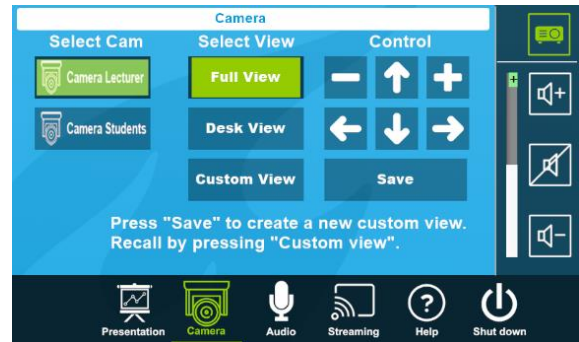 Camera
Select Cam
Select View
Control
Camera Lecturer
Full View
Camera Students
Desk View
Custom View
Save
Press "Save" to create a new custom view.
Recall by pressing "Custom view".
Presentation
Camera
Audio
Streaming
Help
Shut down